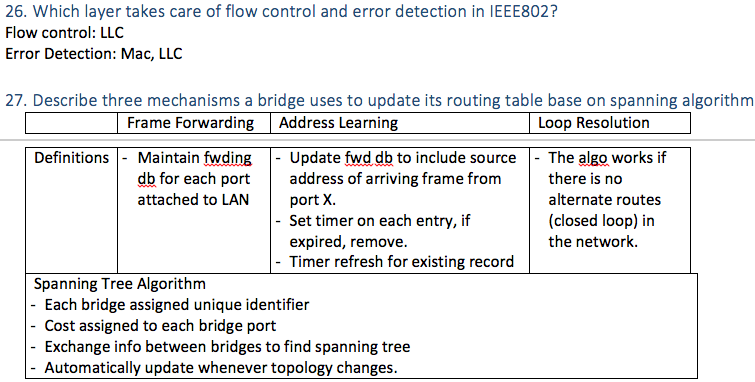 26. Which layer takes care of flow control and error detection in IEEE802?
Flow control: LLC
Error Detection: Mac, LLC
27. Describe three mechanisms a bridge uses to update its routing table base on spanning algorithm
Frame Forwarding Address Learning Loop Resolution
Definitions
- Maintain fwding
db for each port
attached to LAN
- Update fwd db to include source
address of arriving frame from
port X.
- Set timer on each entry, if
expired, remove.
- Timer refresh for existing record
- The algo works if
there is no
alternate routes
(closed loop) in
the network.
Spanning Tree Algorithm
- Each bridge assigned unique identifier
- Cost assigned to each bridge port
- Exchange info between bridges to find spanning tree
- Automatically update whenever topology changes.